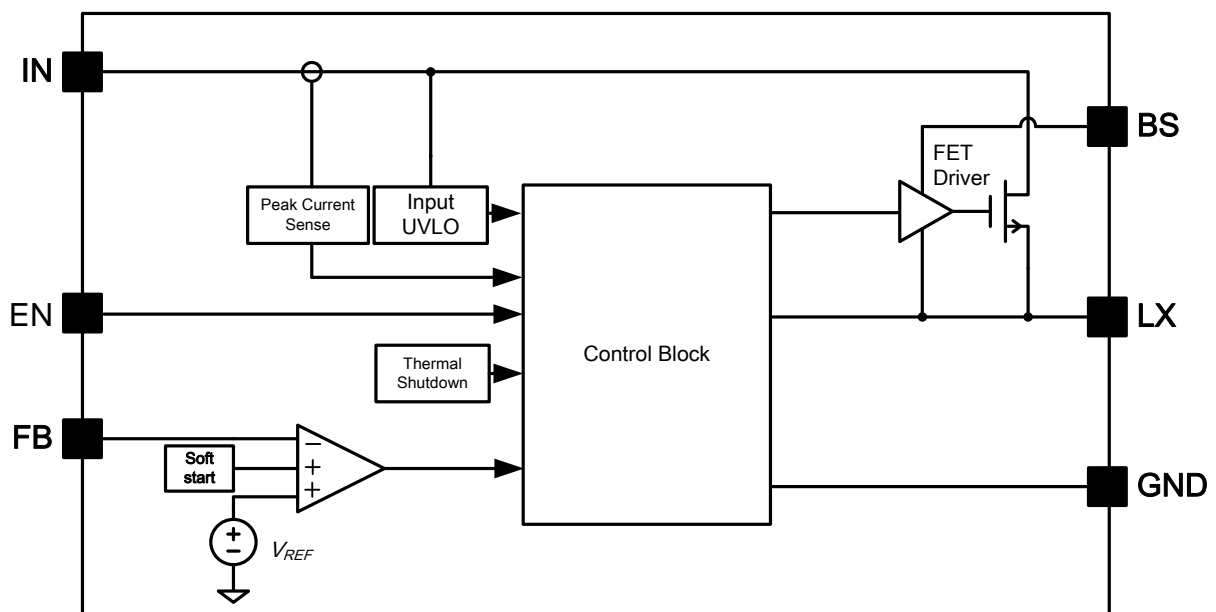 IN
BS
FET
Driver
Peak Current
Sense
Input
UVLO
EN
LX
Control Block
Thermal
Shutdown
FB
−
Soft
start
+
+
GND
+
−
VREF